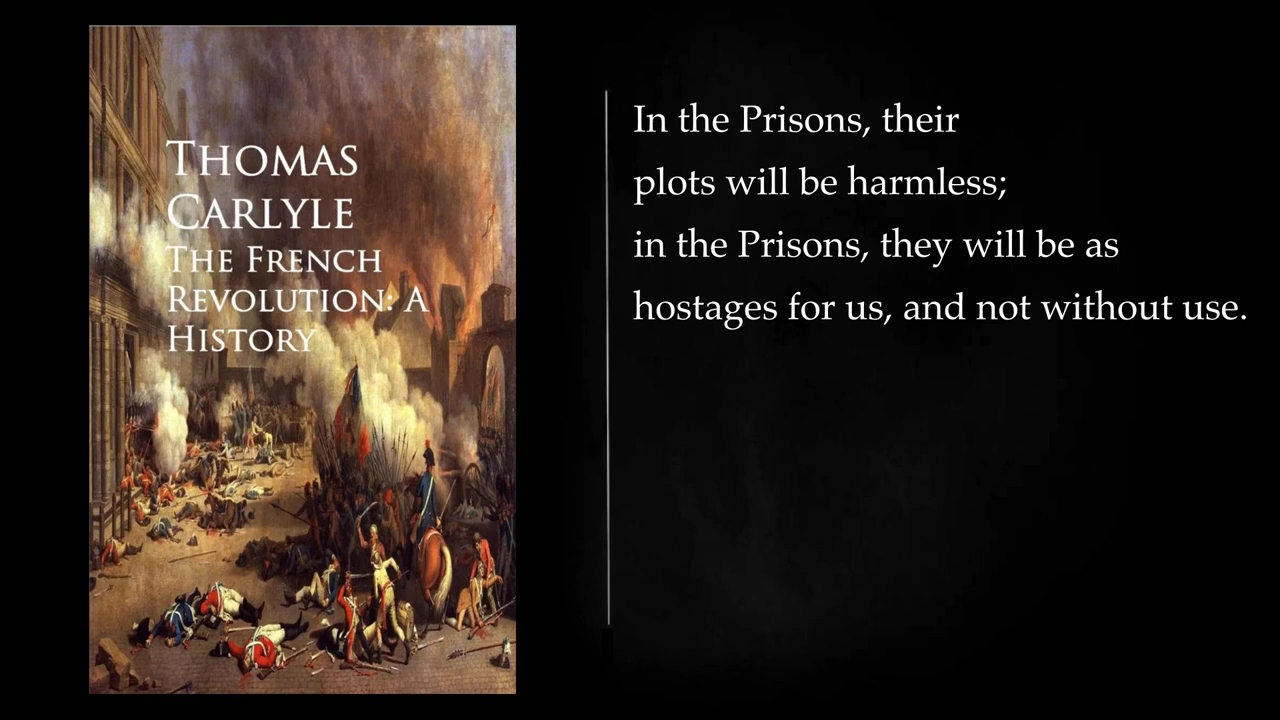 THOMAS
CARLYLE
THE FRENCH
REVOLUTION: A
HISTORY
In the Prisons, their
plots will be harmless;
in the Prisons, they will be as
hostages for us, and not without use.